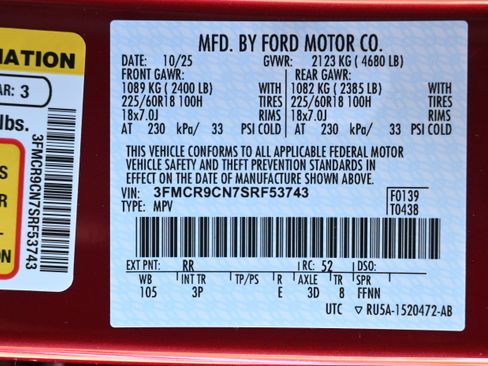 MATION
AR: 3
lbs.
3FMCR9CN7SRF53743
MFD. BY FORD MOTOR CO.
DATE: 10/25 GVWR: 2123 KG ( 4680 LB)
FRONT GAWR: REAR GAWR:
1089 KG ( 2400 LB) WITH 1082 KG ( 2385 LB) WITH
225/60R18 100H TIRES 225/60R18 100H TIRES
18x7.0J RIMS 18x7.0J RIMS
AT 230 kPa/ 33 PSI COLD AT 230 kPa/ 33 PSI COLD
THIS VEHICLE CONFORMS TO ALL APPLICABLE FEDERAL MOTOR
VEHICLE SAFETY AND THEFT PREVENTION STANDARDS IN
EFFECT ON THE DATE OF MANUFACTURE SHOWN ABOVE.
VIN: 3FMCR9CN7SRF53743 F0139
TYPE: MPV T0438
EXT PNT: RR RC: 52 DSO:
WB INT TR TP/PS R AXLE TR SPR
105 3P E 3D 8 FFNN
UTC RU5A-1520472-AB